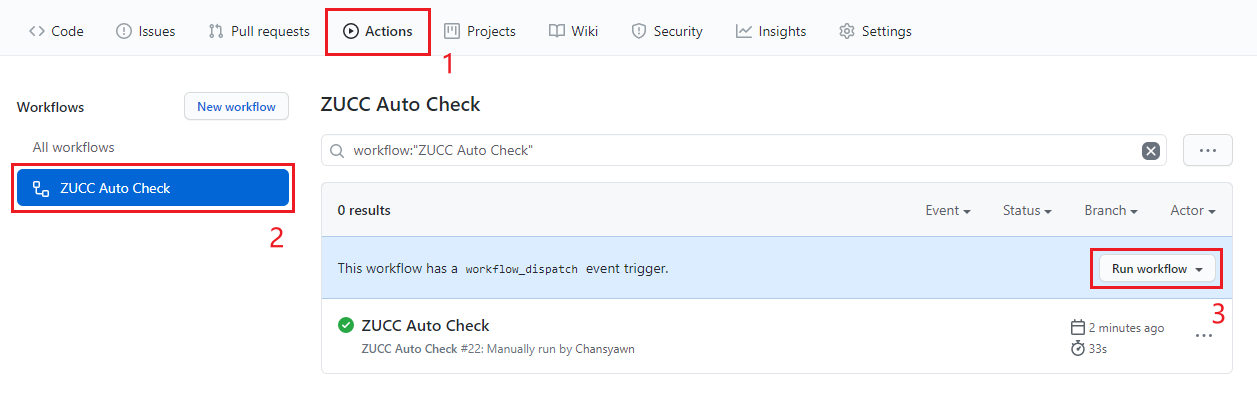 Code Issues Pull requests Actions Projects Wiki Security Insights Settings
1
Workflows New workflow ZUCC Auto Check
All workflows workflow:"ZUCC Auto Check"
ZUCC Auto Check
2
0 results Event Status Branch Actor
This workflow has a workflow_dispatch event trigger. Run workflow
3
ZUCC Auto Check 2 minutes ago
ZUCC Auto Check #22: Manually run by Chansyawn 33s